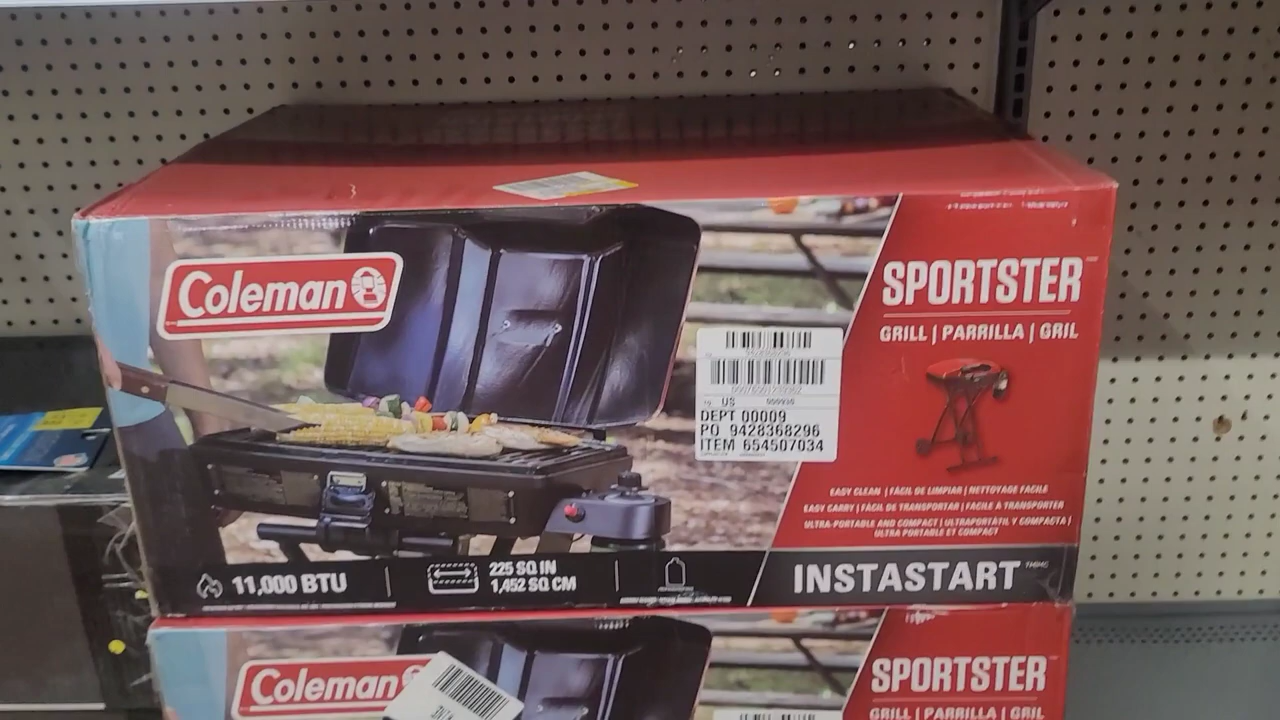 Coleman
SPORTSTER
GRILL | PARRILLA | GRIL
US
DEPT 00009
PO 9428368296
ITEM 654507034
EASY CLEAN | FÁCIL DE LIMPIAR | NETTOYAGE FACILE
EASY CARRY | FÁCIL DE TRANSPORTAR | FACILE À TRANSPORTER
ULTRA-PORTABLE AND COMPACT | ULTRAPORTÁTIL Y COMPACTA |
ULTRA PORTABLE ET COMPACT
11,000 BTU
225 SQ IN
1,452 SQ CM
INSTASTART
Coleman
SPORTSTER
GRILL | PARRILLA | GRIL